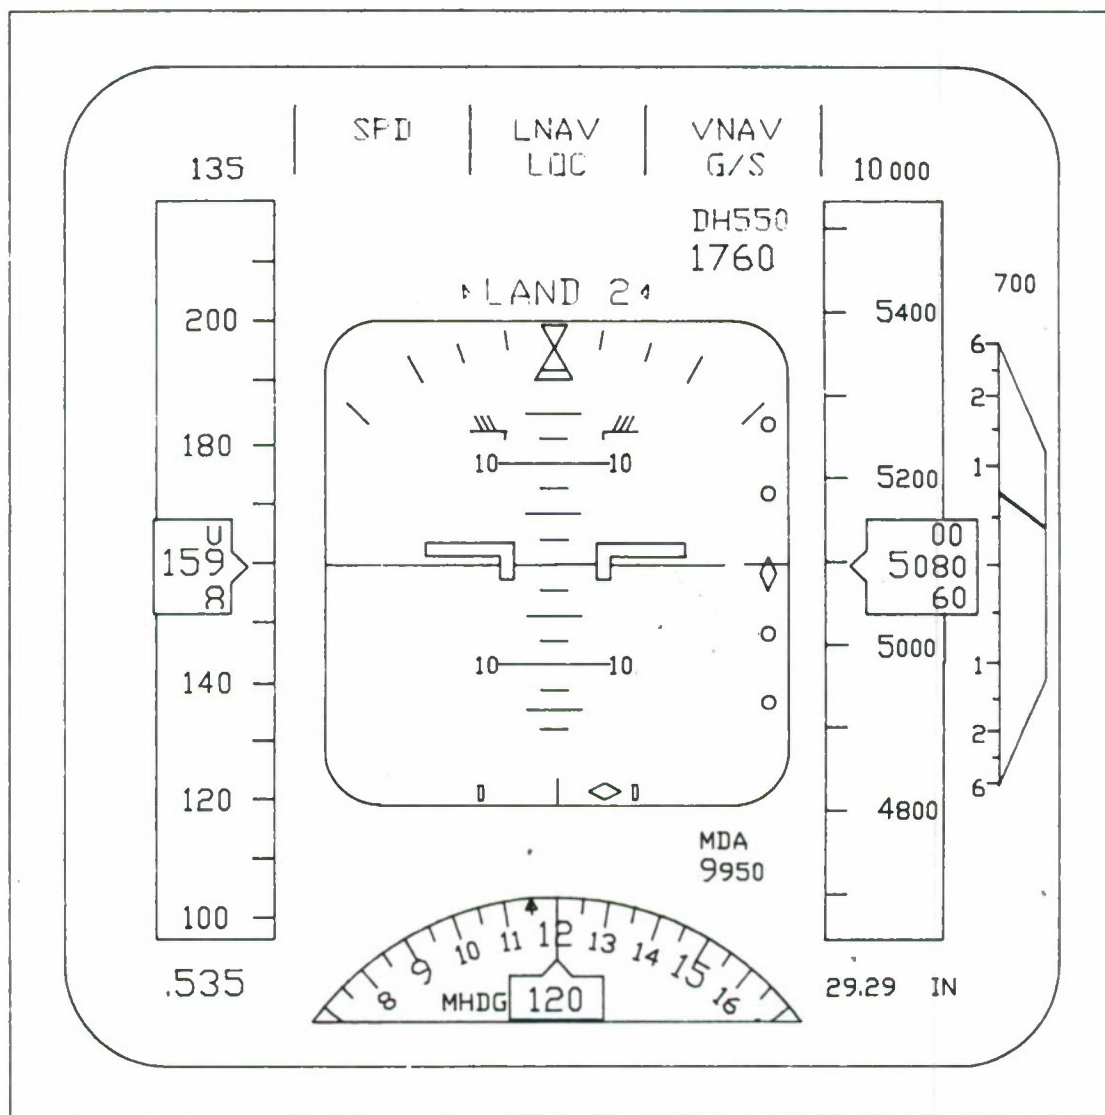 SPD LNAV VNAV
LOC G/S
135 10 000
DH550
1760
LAND 2
700
200
180
U
159
8
140
120
100
.535
10 10
10 10
D D
5400
5200
00
5080
60
5000
4800
6
2
1
1
2
6
MDA
9950
8 9 10 11 12 13 14 15 16
MHDG 120
29.29 IN